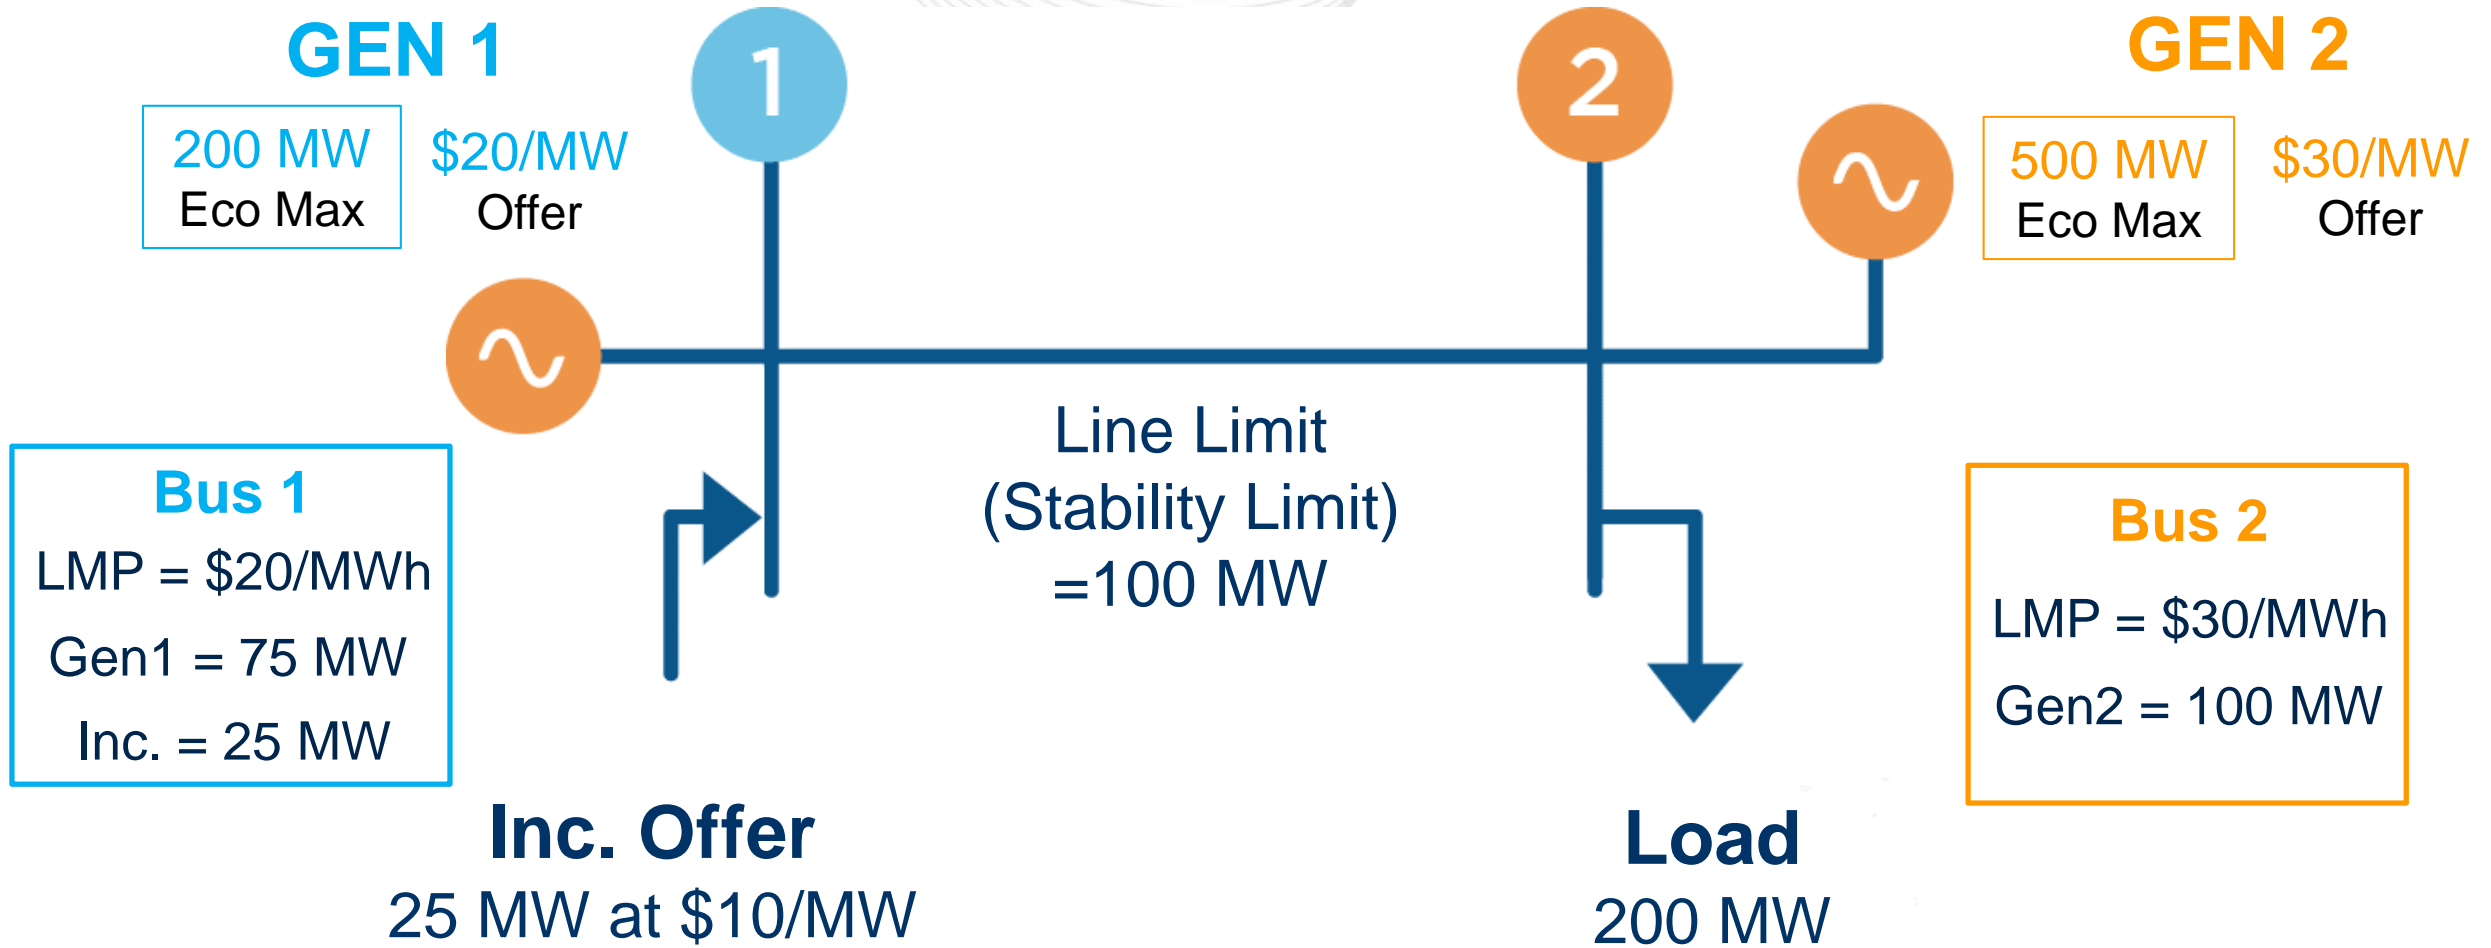 GEN 1
200 MW
Eco Max
$20/MW
Offer
1
2
GEN 2
500 MW
Eco Max
$30/MW
Offer
Line Limit
(Stability Limit)
=100 MW
Bus 1
LMP = $20/MWh
Gen1 = 75 MW
Inc. = 25 MW
Bus 2
LMP = $30/MWh
Gen2 = 100 MW
Inc. Offer
25 MW at $10/MW
Load
200 MW